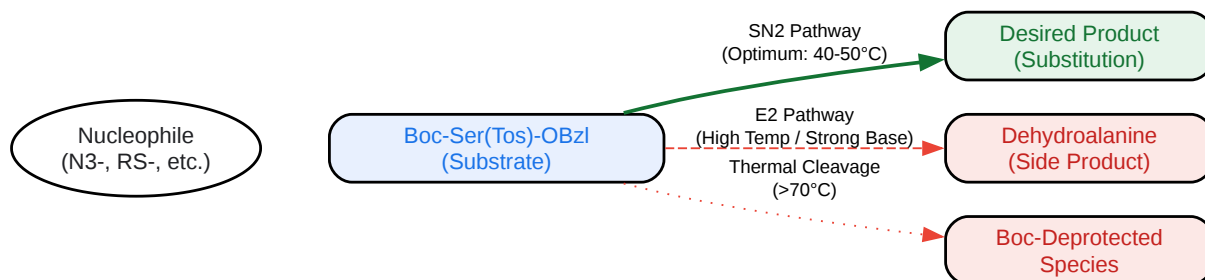 Nucleophile
(N3-, RS-, etc.)
Boc-Ser(Tos)-OBzl
(Substrate)
SN2 Pathway
(Optimum: 40-50°C)
E2 Pathway
(High Temp / Strong Base)
Thermal Cleavage
(>70°C)
Desired Product
(Substitution)
Dehydroalanine
(Side Product)
Boc-Deprotected
Species